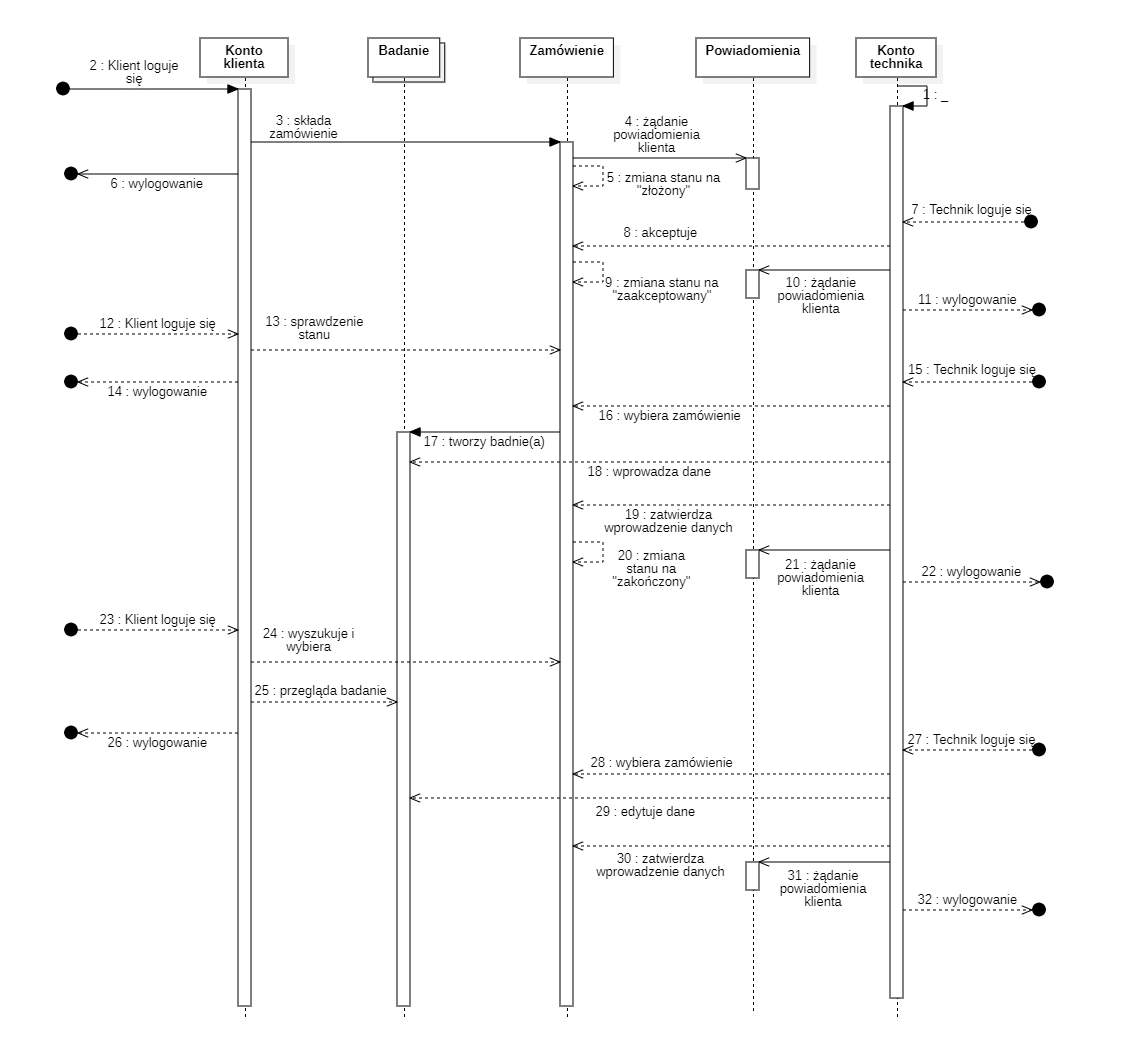 Konto
klienta
Badanie
Zamówienie
Powiadomienia
Konto
technika
2 : Klient loguje
się
1 : _
3 : składa
zamówienie
4 : żądanie
powiadomienia
klienta
5 : zmiana stanu na
"złożony"
6 : wylogowanie
7 : Technik loguje się
8 : akceptuje
9 : zmiana stanu na
"zaakceptowany"
10 : żądanie
powiadomienia
klienta
11 : wylogowanie
12 : Klient loguje się
13 : sprawdzenie
stanu
14 : wylogowanie
15 : Technik loguje się
16 : wybiera zamówienie
17 : tworzy badnie(a)
18 : wprowadza dane
19 : zatwierdza
wprowadzenie danych
20 : zmiana
stanu na
"zakończony"
21 : żądanie
powiadomienia
klienta
22 : wylogowanie
23 : Klient loguje się
24 : wyszukuje i
wybiera
25 : przegląda badanie
26 : wylogowanie
27 : Technik loguje się
28 : wybiera zamówienie
29 : edytuje dane
30 : zatwierdza
wprowadzenie danych
31 : żądanie
powiadomienia
klienta
32 : wylogowanie